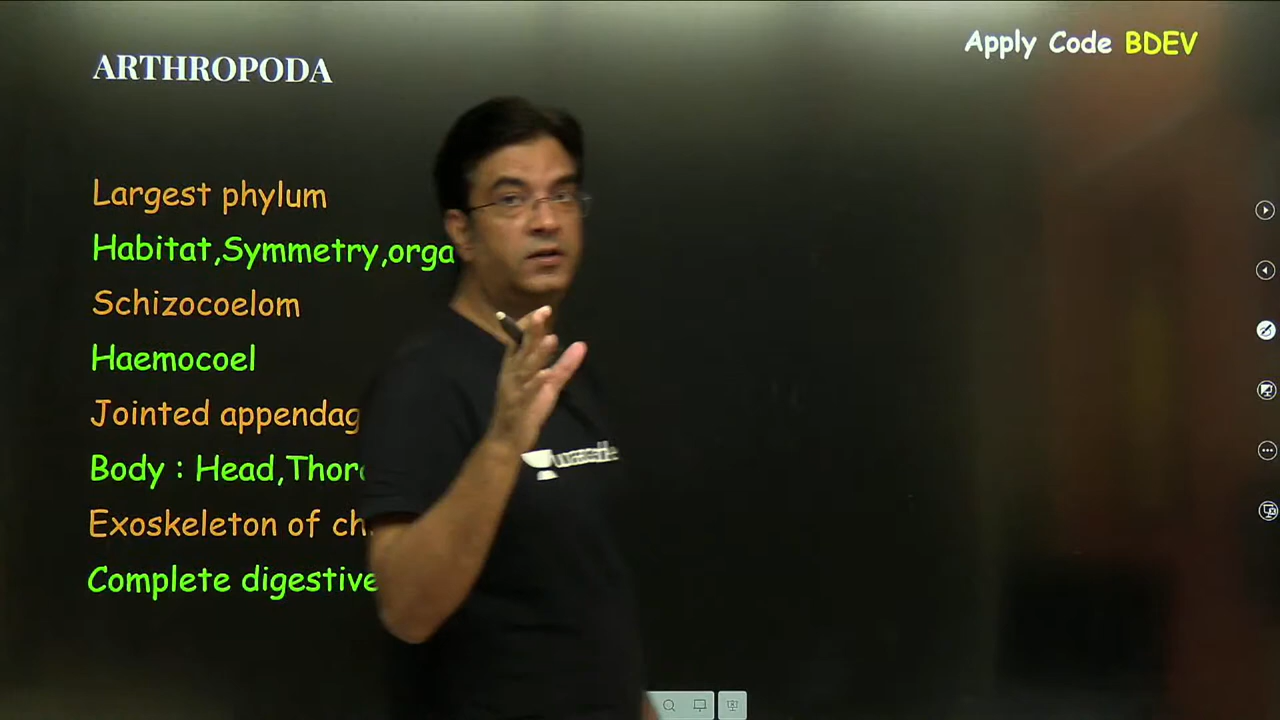 Apply Code BDEV
ARTHROPODA
Largest phylum
Habitat,Symmetry,orga
Schizocoelom
Haemocoel
Jointed appendag
Body : Head,Thor
Exoskeleton of ch
Complete digestive